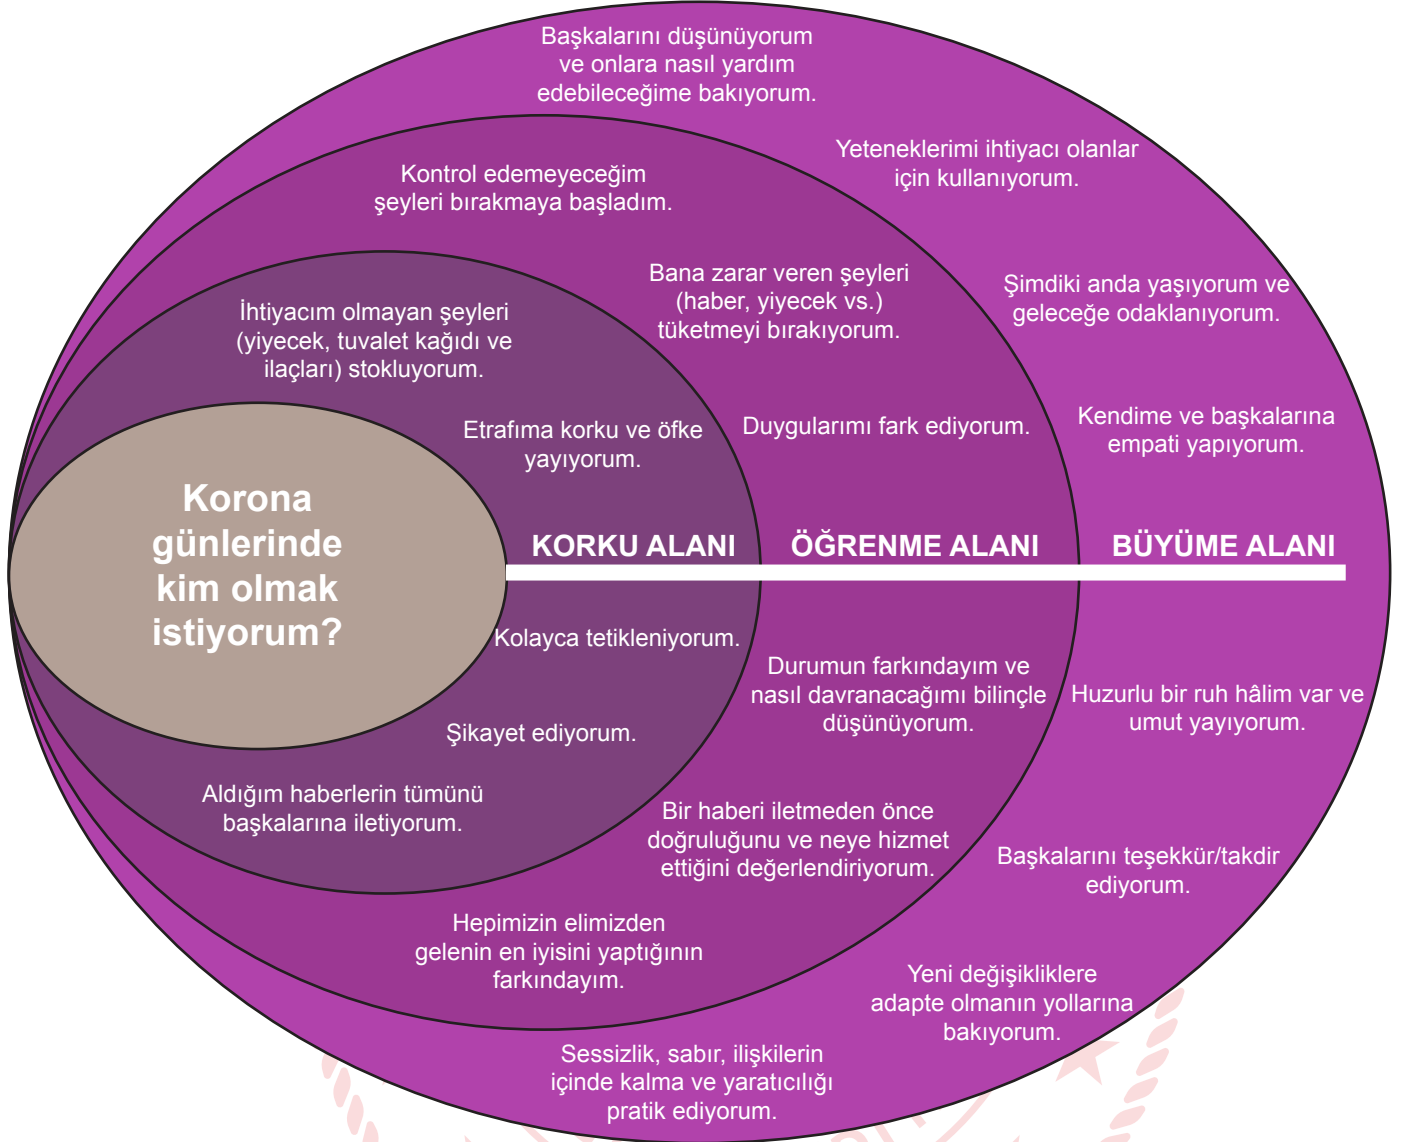 Başkalarını düşünüyorum
ve onlara nasıl yardım
edebileceğime bakıyorum.
Yeteneklerimi ihtiyacı olanlar
için kullanıyorum.
Kontrol edemeyeceğim
şeyleri bırakmaya başladım.
Bana zarar veren şeyleri
(haber, yiyecek vs.)
tüketmeyi bırakıyorum.
Şimdiki anda yaşıyorum ve
geleceğe odaklanıyorum.
İhtiyacım olmayan şeyleri
(yiyecek, tuvalet kağıdı ve
ilaçları) stokluyorum.
Etrafıma korku ve öfke
yayıyorum.
Duygularımı fark ediyorum.
Kendime ve başkalarına
empati yapıyorum.
Korona
günlerinde
kim olmak
istiyorum?
KORKU ALANI
ÖĞRENME ALANI
BÜYÜME ALANI
Kolayca tetikleniyorum.
Durumun farkındayım ve
nasıl davranacağımı bilinçle
düşünüyorum.
Huzurlu bir ruh hâlim var ve
umut yayıyorum.
Şikayet ediyorum.
Aldığım haberlerin tümünü
başkalarına iletiyorum.
Bir haberi iletmeden önce
doğruluğunu ve neye hizmet
ettiğini değerlendiriyorum.
Başkalarını teşekkür/takdir
ediyorum.
Hepimizin elimizden
gelenin en iyisini yaptığının
farkındayım.
Yeni değişikliklere
adapte olmanın yollarına
bakıyorum.
Sessizlik, sabır, ilişkilerin
içinde kalma ve yaratıcılığı
pratik ediyorum.